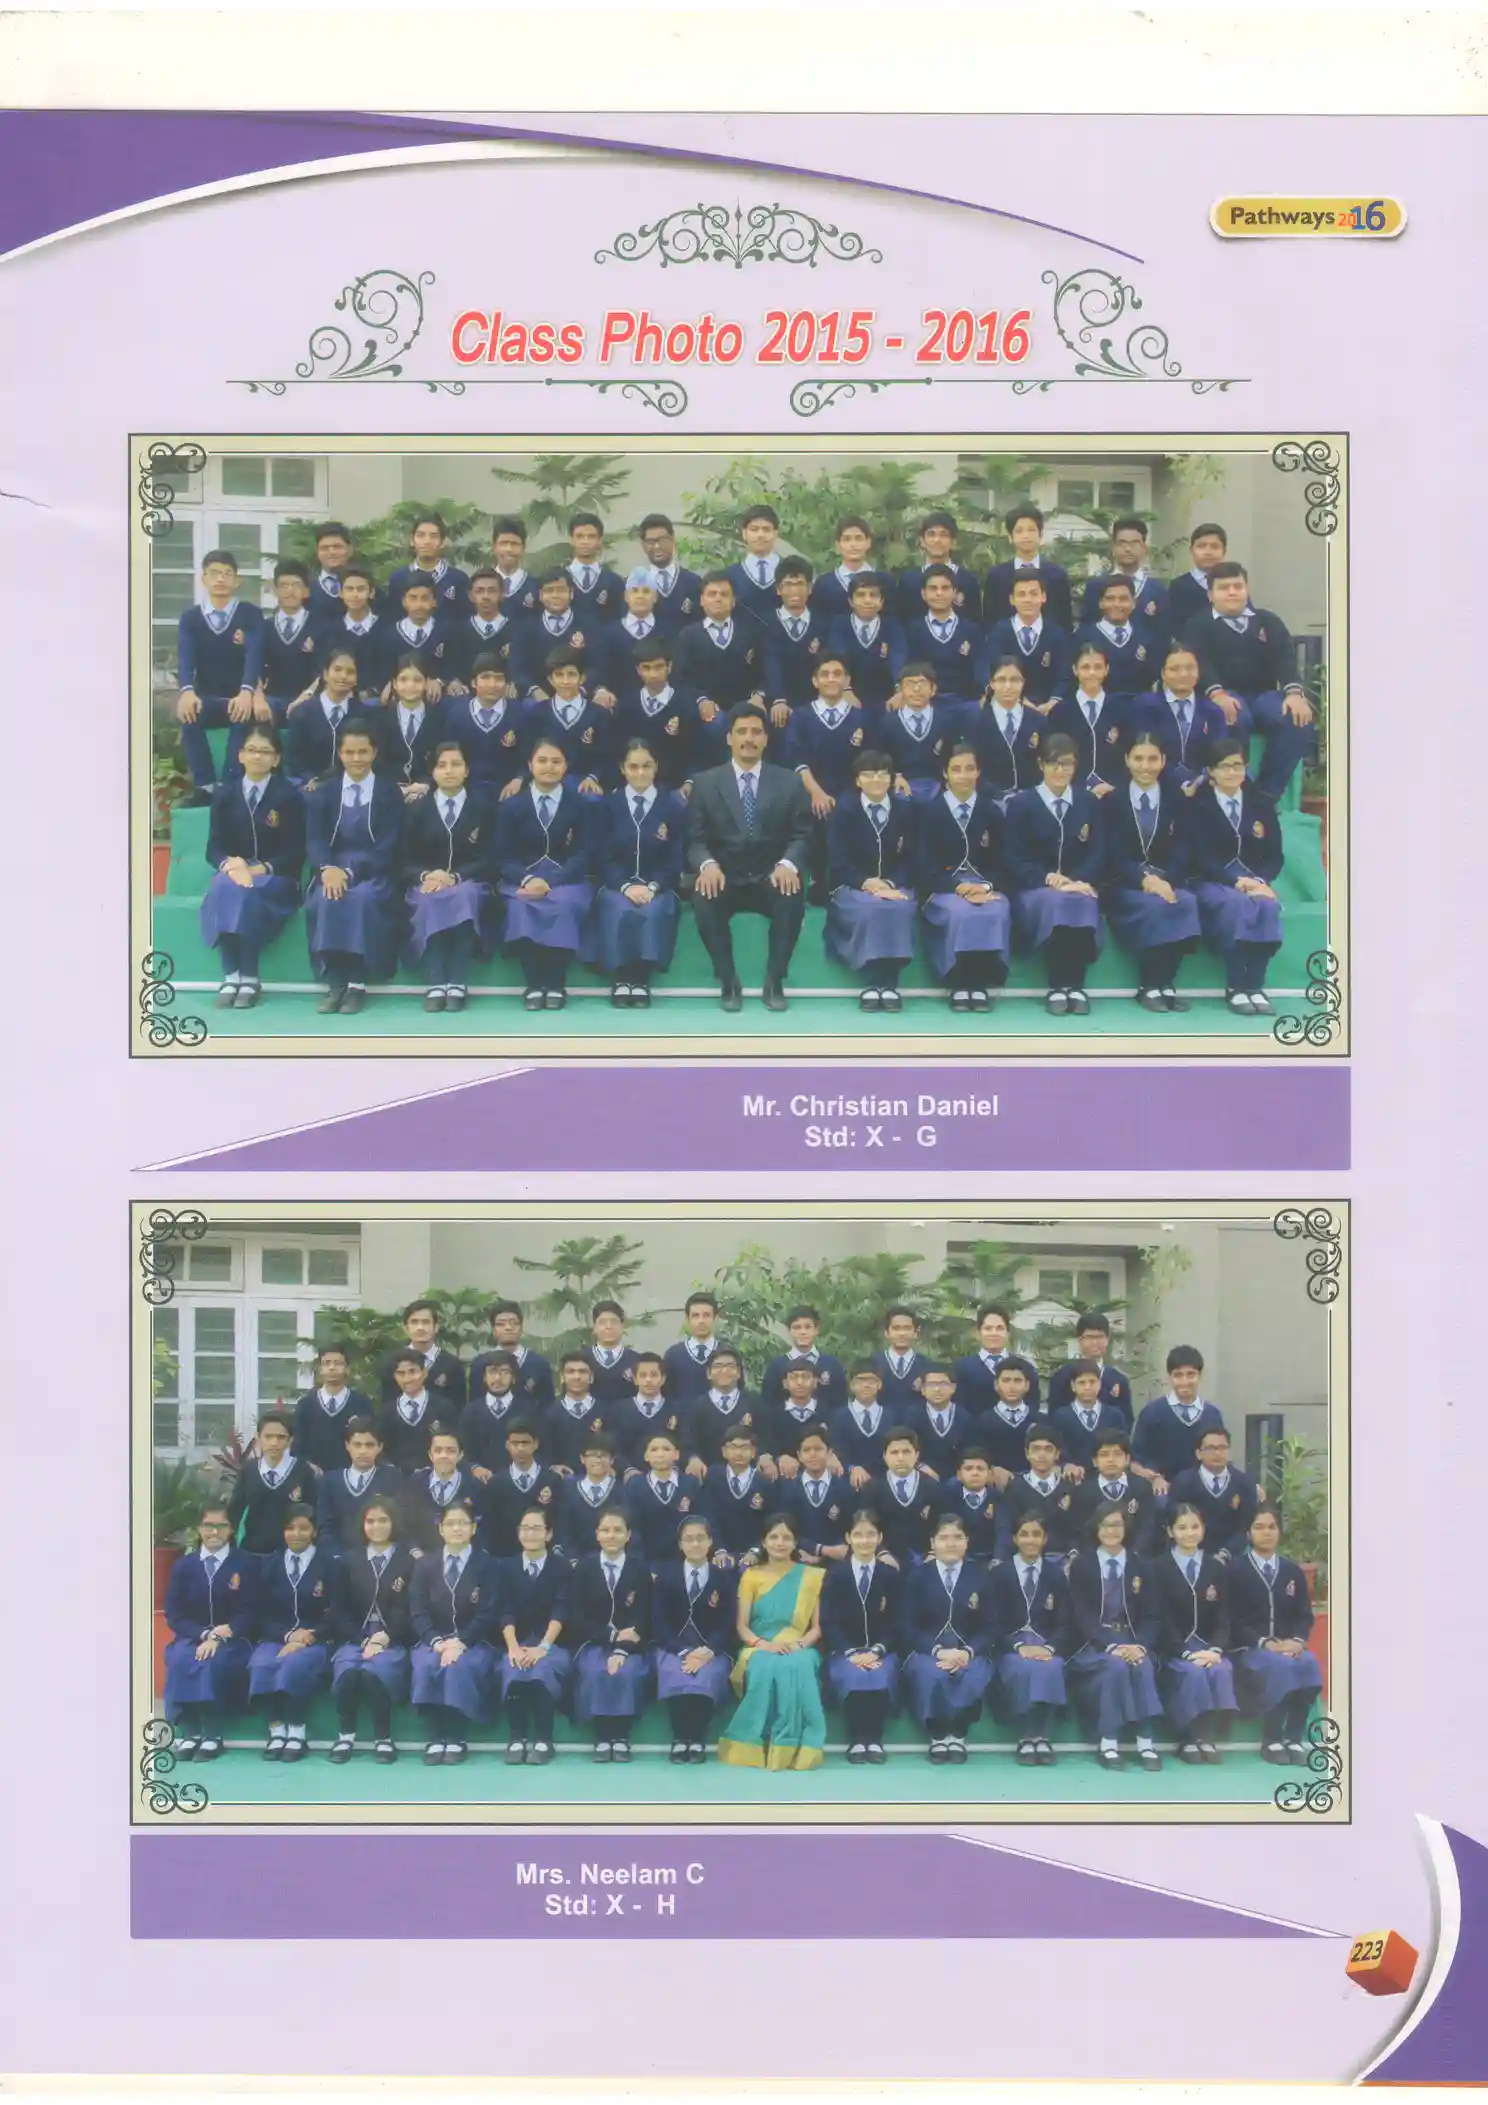 Pathways 2016
Class Photo 2015 - 2016
Mr. Christian Daniel
Std: X - G
Mrs. Neelam C
Std: X - H
223